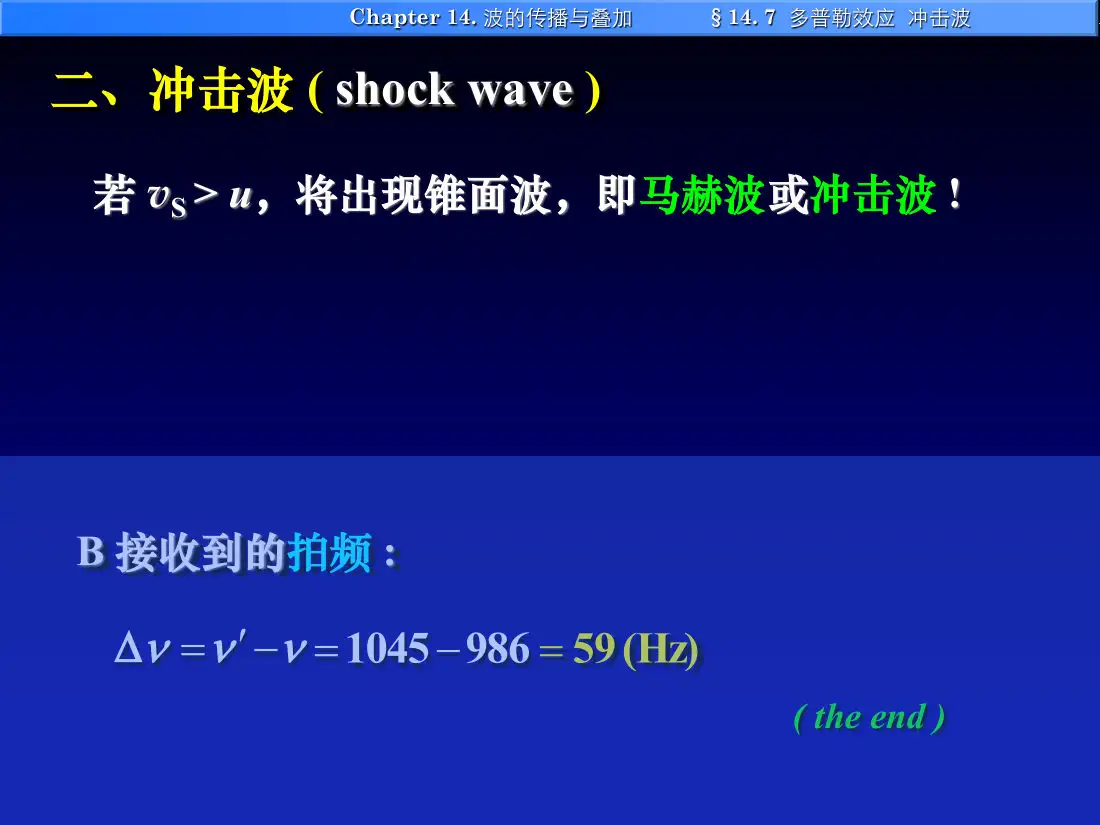 Chapter 14. 波的传播与叠加 §14. 7 多普勒效应 冲击波
二、冲击波 ( shock wave )
若 vS > u，将出现锥面波，即马赫波或冲击波 !
B 接收到的拍频 :
Δν = ν′ − ν = 1045 − 986 = 59 (Hz)
( the end )